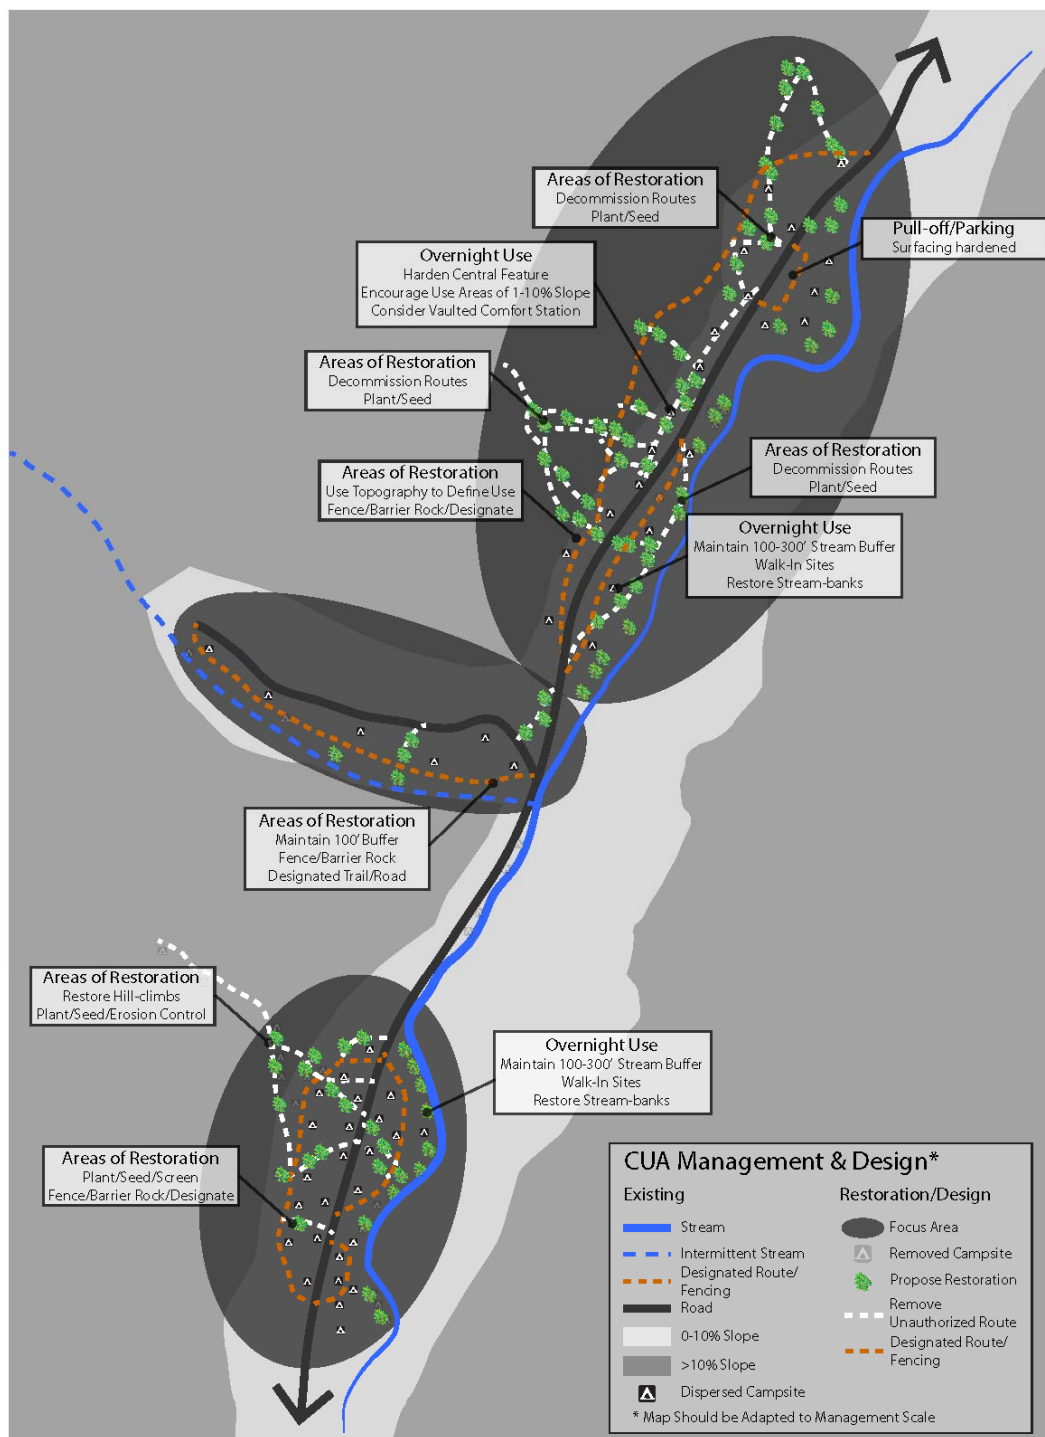 Areas of Restoration
Decommission Routes
Plant/Seed
Pull-off/Parking
Surfacing hardened
Overnight Use
Harden Central Feature
Encourage Use Areas of 1-10% Slope
Consider Vaulted Comfort Station
Areas of Restoration
Decommission Routes
Plant/Seed
Areas of Restoration
Decommission Routes
Plant/Seed
Areas of Restoration
Use Topography to Define Use
Fence/Barrier Rock/Designate
Overnight Use
Maintain 100-300' Stream Buffer
Walk-In Sites
Restore Stream-banks
Areas of Restoration
Maintain 100' Buffer
Fence/Barrier Rock
Designated Trail/Road
Areas of Restoration
Restore Hill-climbs
Plant/Seed/Erosion Control
Overnight Use
Maintain 100-300' Stream Buffer
Walk-In Sites
Restore Stream-banks
Areas of Restoration
Plant/Seed/Screen
Fence/Barrier Rock/Designate
CUA Management & Design*
Existing
Stream
Intermittent Stream
Designated Route/
Fencing
Road
0-10% Slope
>10% Slope
Dispersed Campsite
Restoration/Design
Focus Area
Removed Campsite
Propose Restoration
Remove
Unauthorized Route
Designated Route/
Fencing
* Map Should be Adapted to Management Scale